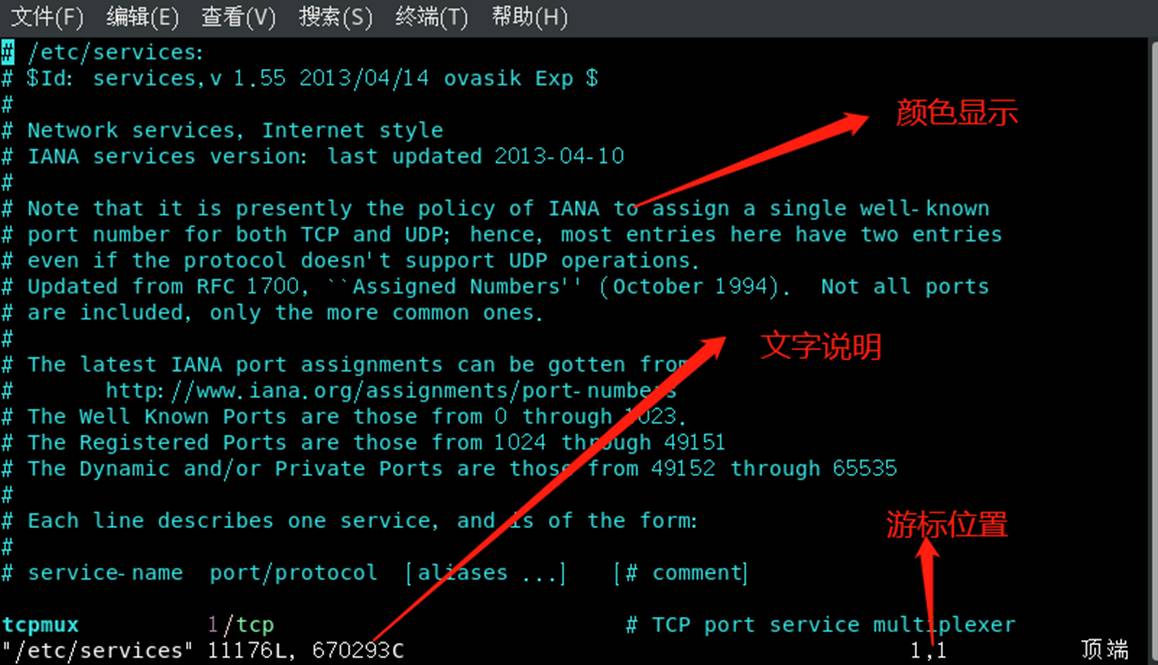 文件(F) 编辑(E) 查看(V) 搜索(S) 终端(T) 帮助(H)
# /etc/services:
# $Id: services,v 1.55 2013/04/14 ovasik Exp $
#
# Network services, Internet style
# IANA services version: last updated 2013-04-10
颜色显示
#
# Note that it is presently the policy of IANA to assign a single well-known
# port number for both TCP and UDP; hence, most entries here have two entries
# even if the protocol doesn't support UDP operations.
# Updated from RFC 1700, ``Assigned Numbers'' (October 1994).  Not all ports
# are included, only the more common ones.
#
文字说明
# The latest IANA port assignments can be gotten from
#       http://www.iana.org/assignments/port-numbers
# The Well Known Ports are those from 0 through 1023.
# The Registered Ports are those from 1024 through 49151
# The Dynamic and/or Private Ports are those from 49152 through 65535
#
# Each line describes one service, and is of the form:
游标位置
#
# service-name  port/protocol  [aliases ...]   [# comment]
tcpmux          1/tcp                           # TCP port service multiplexer
"/etc/services" 11176L, 670293C                 1,1           顶端